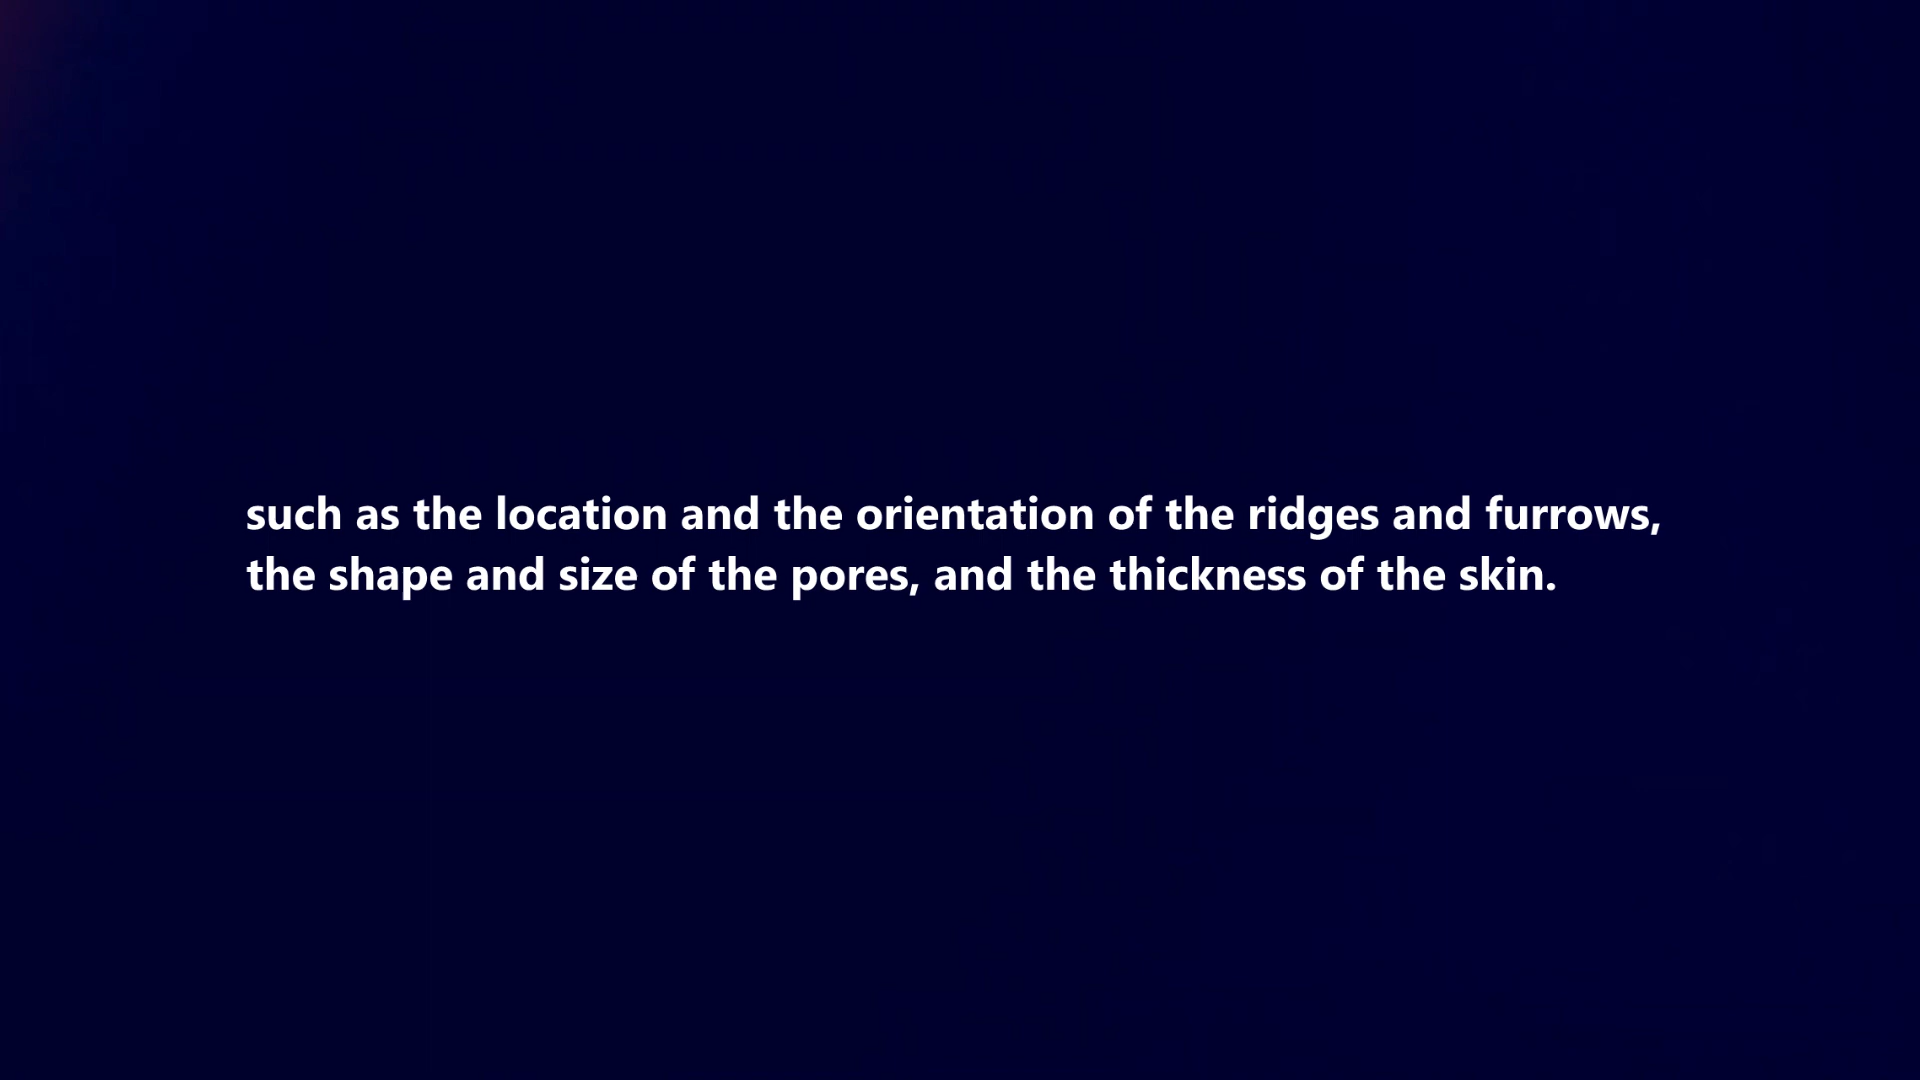 such as the location and the orientation of the ridges and furrows,
the shape and size of the pores, and the thickness of the skin.